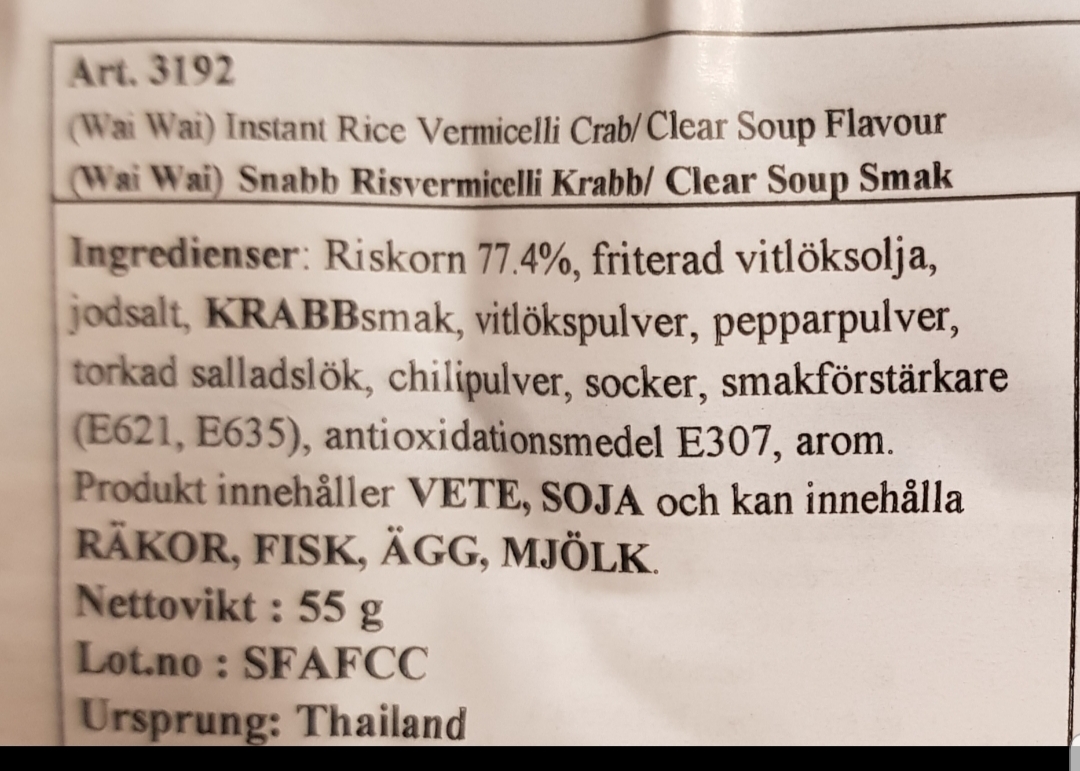 Art. 3192
(Wai Wai) Instant Rice Vermicelli Crab/Clear Soup Flavour
(Wai Wai) Snabb Risvermicelli Krabb/ Clear Soup Smak
Ingredienser: Riskorn 77.4%, friterad vitlöksolja,
jodsalt, KRABBsmak, vitlökspulver, pepparpulver,
torkad salladslök, chilipulver, socker, smakförstärkare
(E621, E635), antioxidationsmedel E307, arom.
Produkt innehåller VETE, SOJA och kan innehålla
RÄKOR, FISK, ÄGG, MJÖLK.
Nettovikt : 55 g
Lot.no : SFAFCC
Ursprung: Thailand